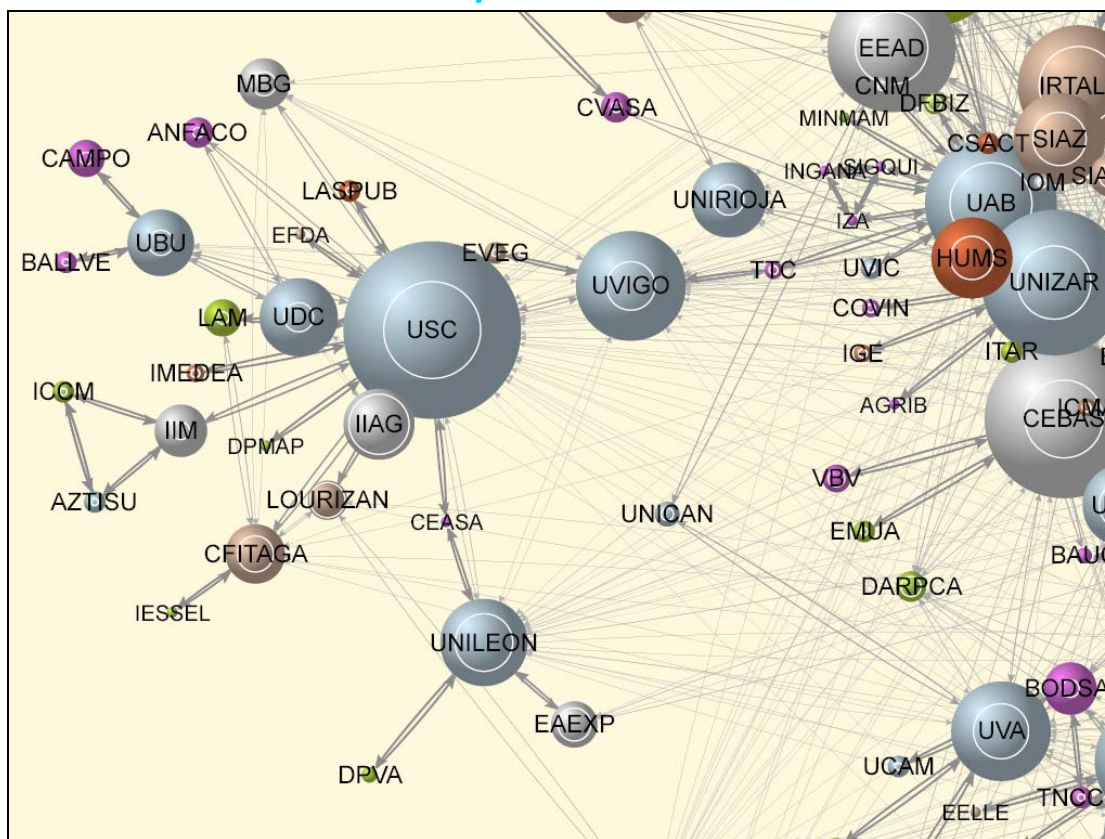 EEAD
MBG
CNM
IRTAL
CVASA
DFBIZ
MINMAM
ANFACO
CSACT
SIAZ
CAMPO
INGANA
SIGQUI
LASPUB
UNIRIOJA
IOM
UAB
IZA
EFDA
UBU
EVEG
HUMS
BALLVE
TTC
UVIC
UVIGO
UNIZAR
COVIN
LAM
UDC
USC
IGE
ITAR
IMEDEA
ICOM
AGRIB
IIAG
IIM
CEBAS
DPMAP
VBV
LOURIZAN
AZTISU
UNICAN
CEASA
EMUA
CFITAGA
DARPCA
IESSEL
UNILEON
BODSA
EAEXP
UVA
DPVA
UCAM
TNCC
EELLE